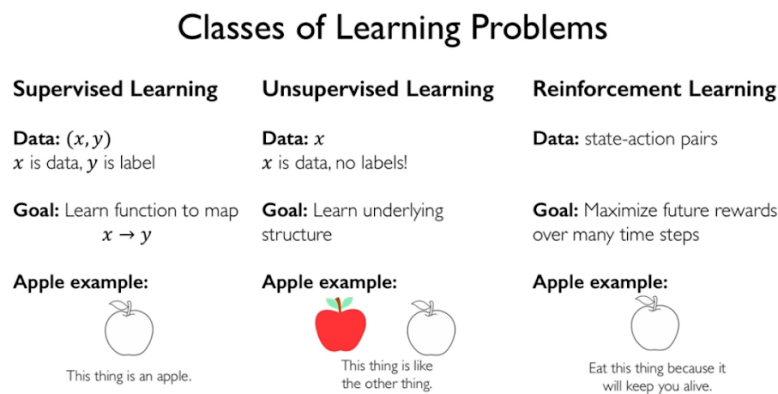 Classes of Learning Problems
Supervised Learning
Data: (x, y)
x is data, y is label
Goal: Learn function to map
x → y
Apple example:
This thing is an apple.
Unsupervised Learning
Data: x
x is data, no labels!
Goal: Learn underlying
structure
Apple example:
This thing is like
the other thing.
Reinforcement Learning
Data: state-action pairs
Goal: Maximize future rewards
over many time steps
Apple example:
Eat this thing because it
will keep you alive.